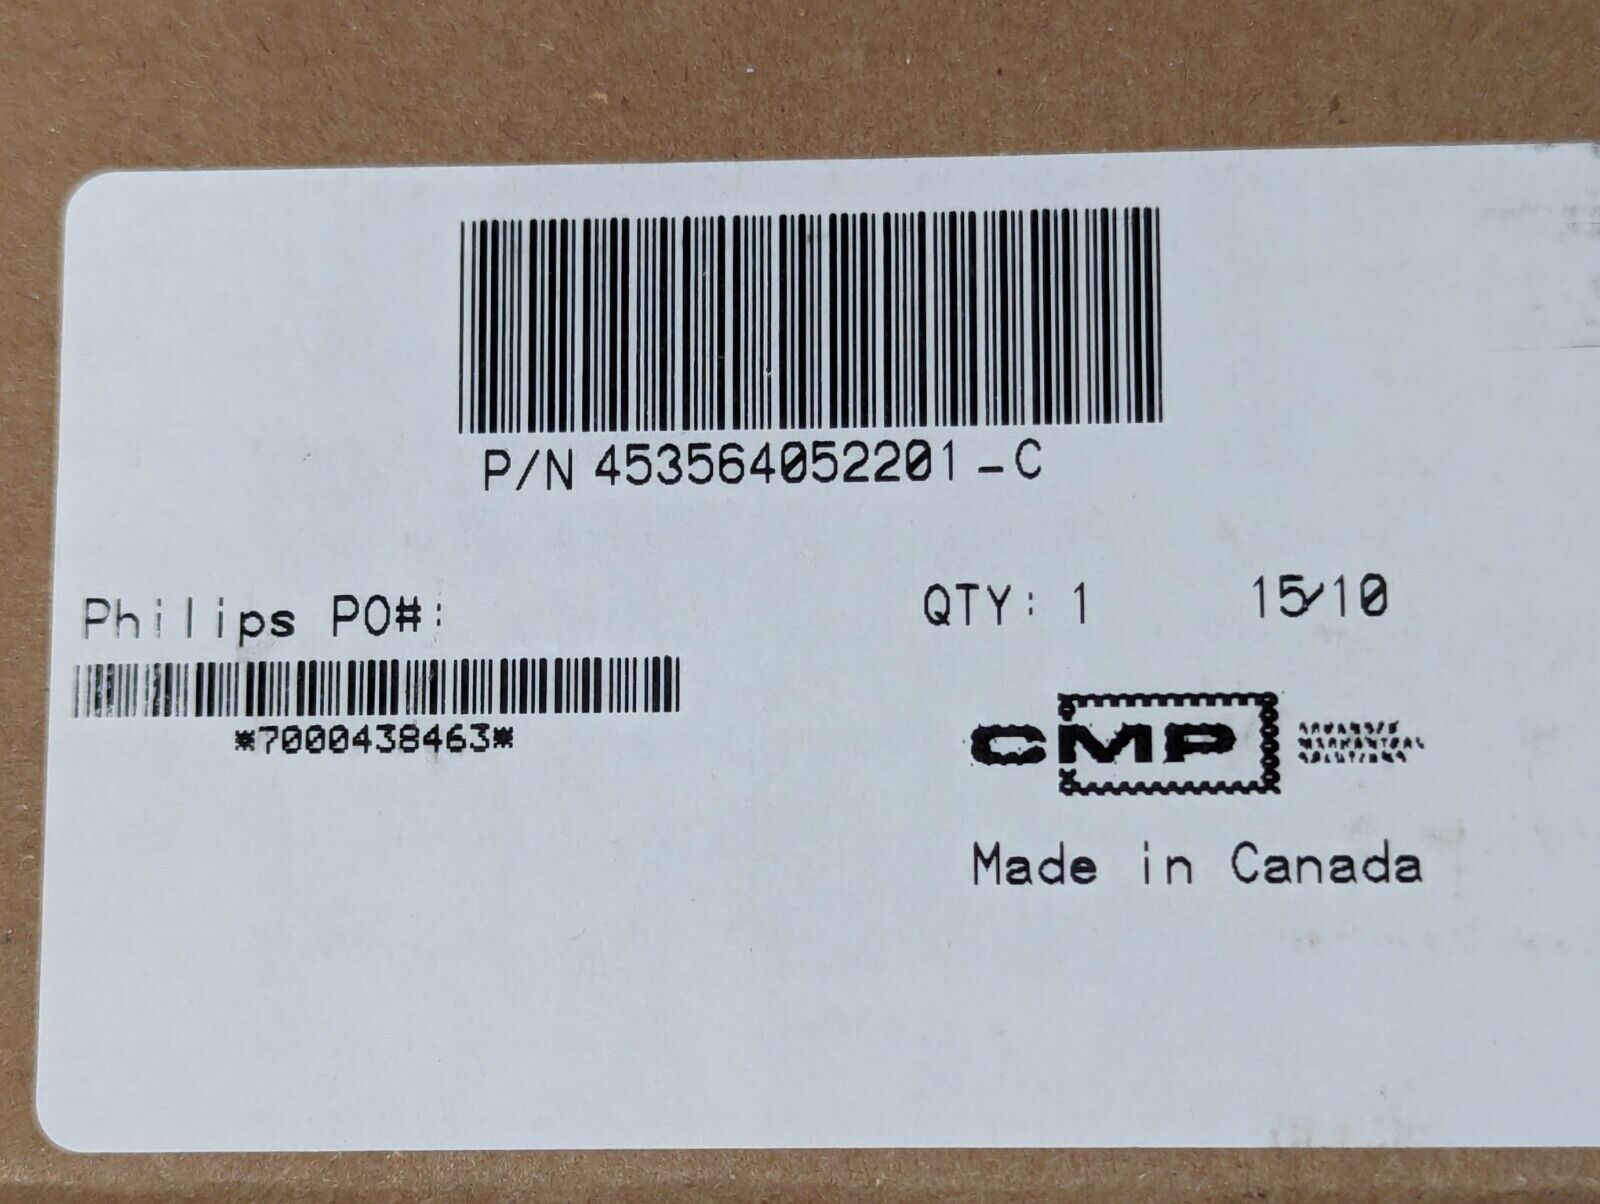 P/N 453564052201-C
Philips PO#:
QTY: 1 15/10
*7000438463*
CMP
Made in Canada